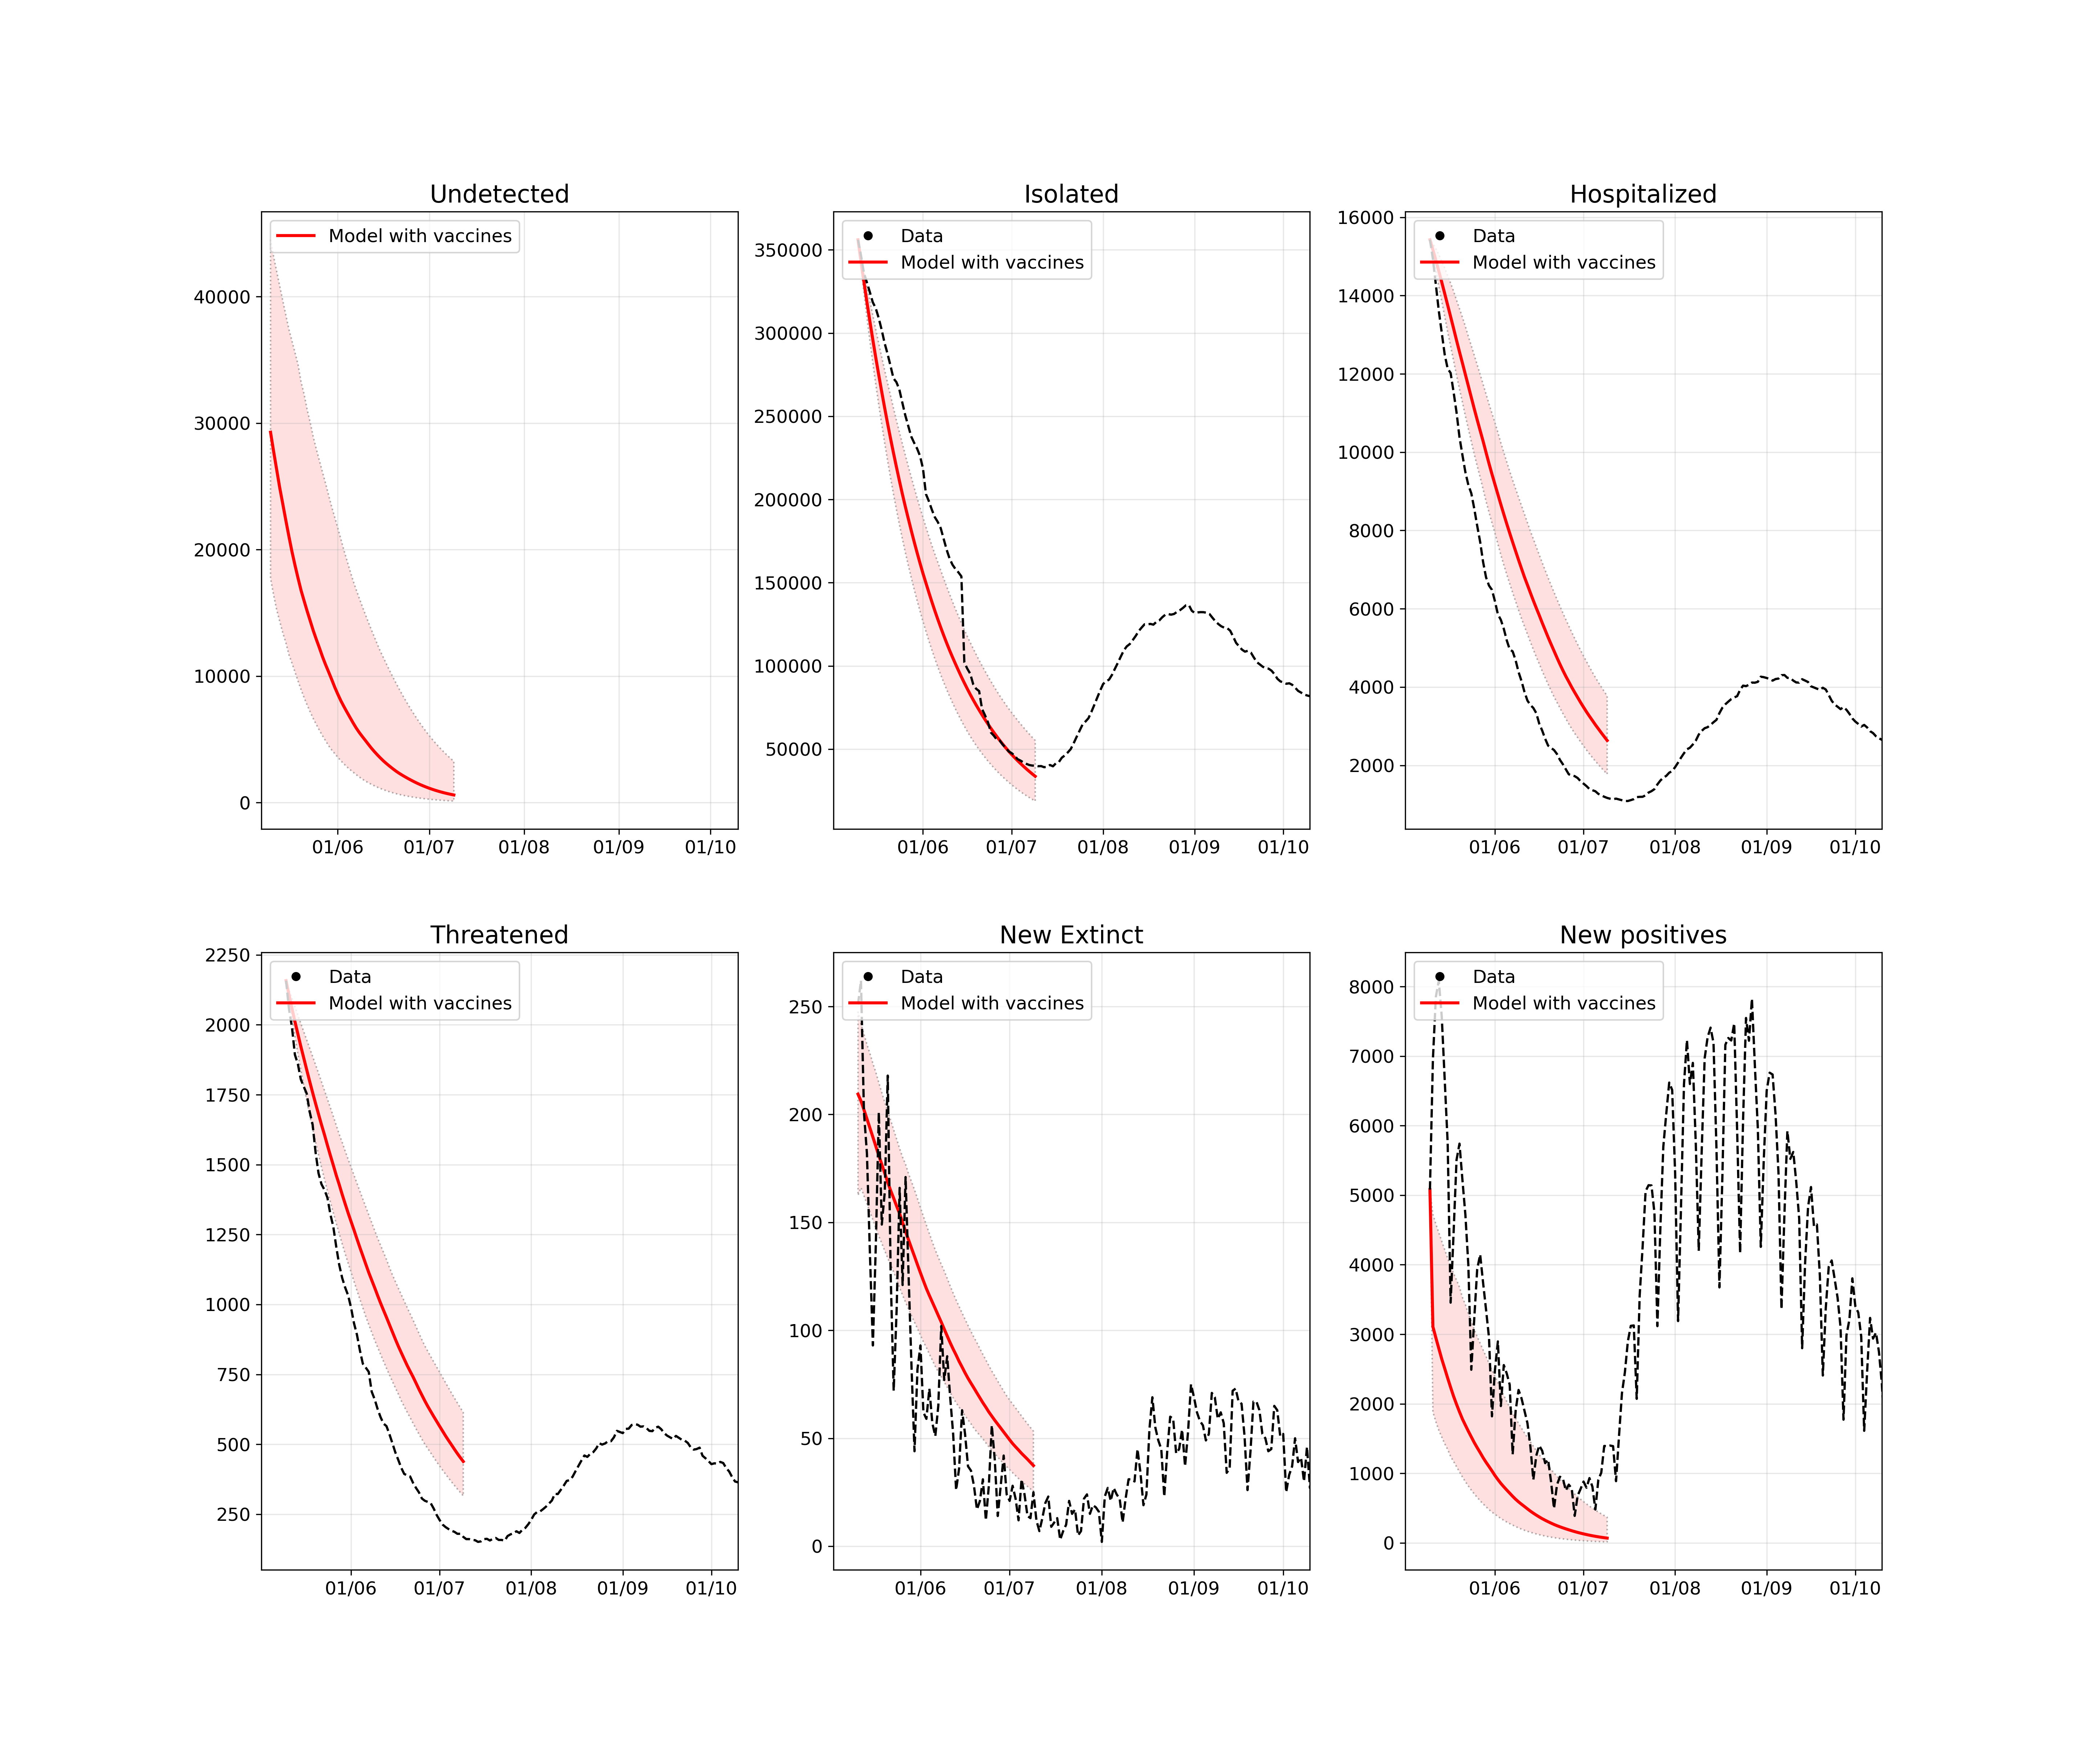 Undetected
Model with vaccines
40000
30000
20000
10000
0
01/06 01/07 01/08 01/09 01/10
Isolated
Data
Model with vaccines
350000
300000
250000
200000
150000
100000
50000
01/06 01/07 01/08 01/09 01/10
Hospitalized
16000
Data
Model with vaccines
14000
12000
10000
8000
6000
4000
2000
01/06 01/07 01/08 01/09 01/10
Threatened
2250
Data
Model with vaccines
2000
1750
1500
1250
1000
750
500
250
01/06 01/07 01/08 01/09 01/10
New Extinct
Data
Model with vaccines
250
200
150
100
50
0
01/06 01/07 01/08 01/09 01/10
New positives
Data
Model with vaccines
8000
7000
6000
5000
4000
3000
2000
1000
0
01/06 01/07 01/08 01/09 01/10